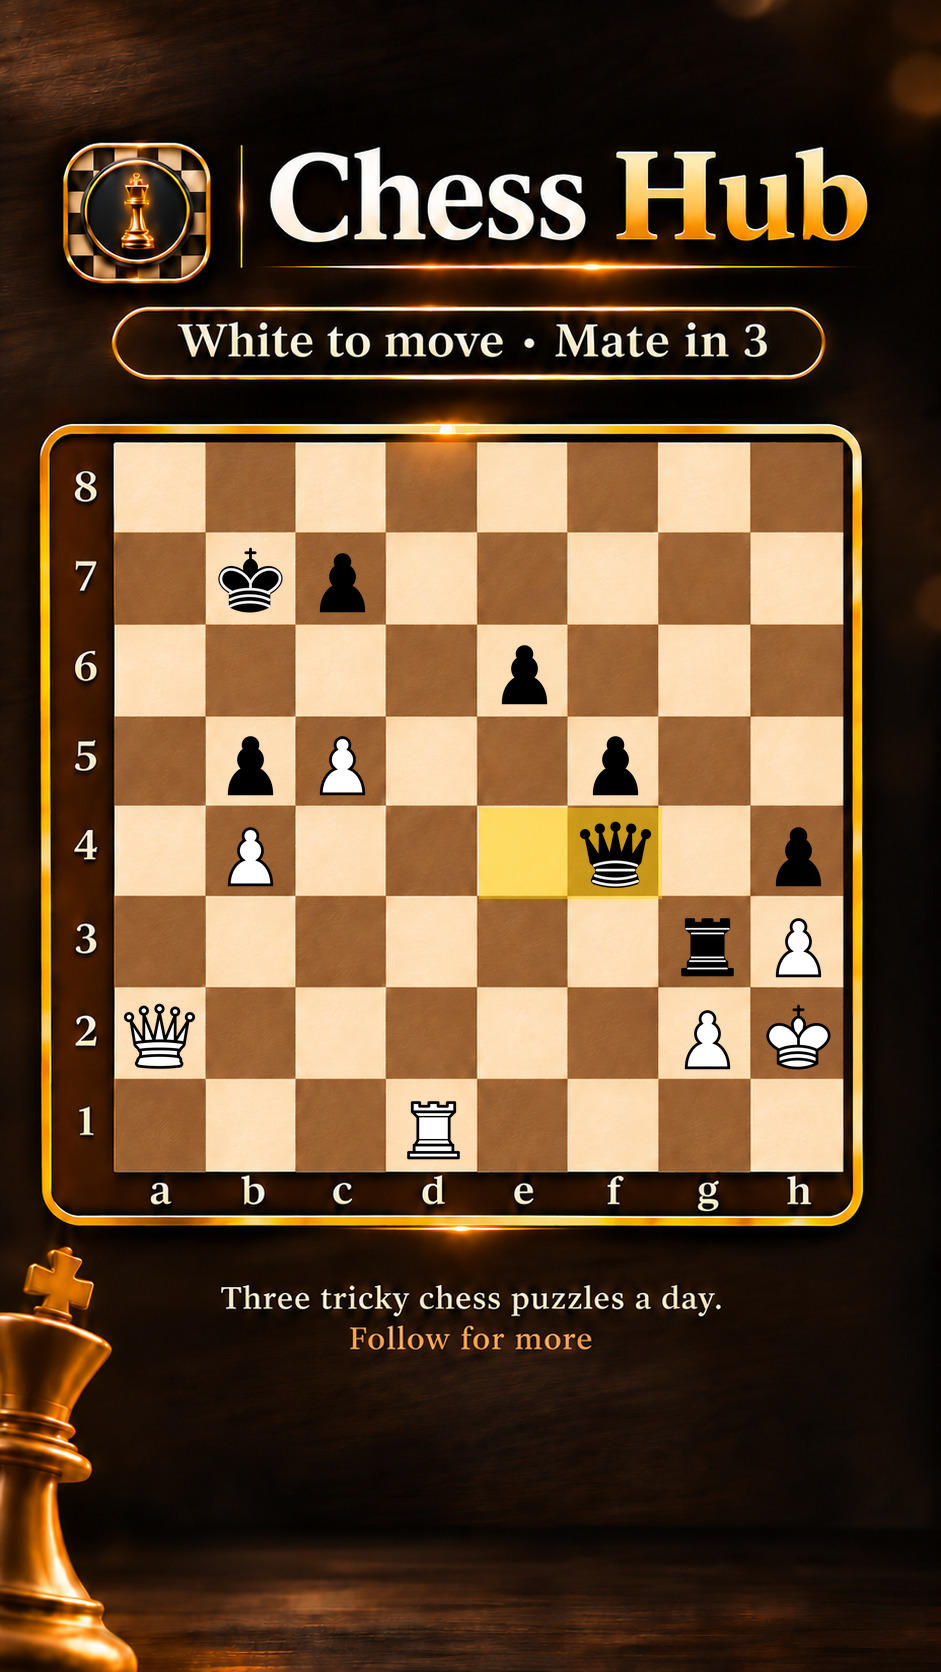 Chess Hub
White to move • Mate in 3
8
7
6
5
4
3
2
1
a b c d e f g h
Three tricky chess puzzles a day.
Follow for more